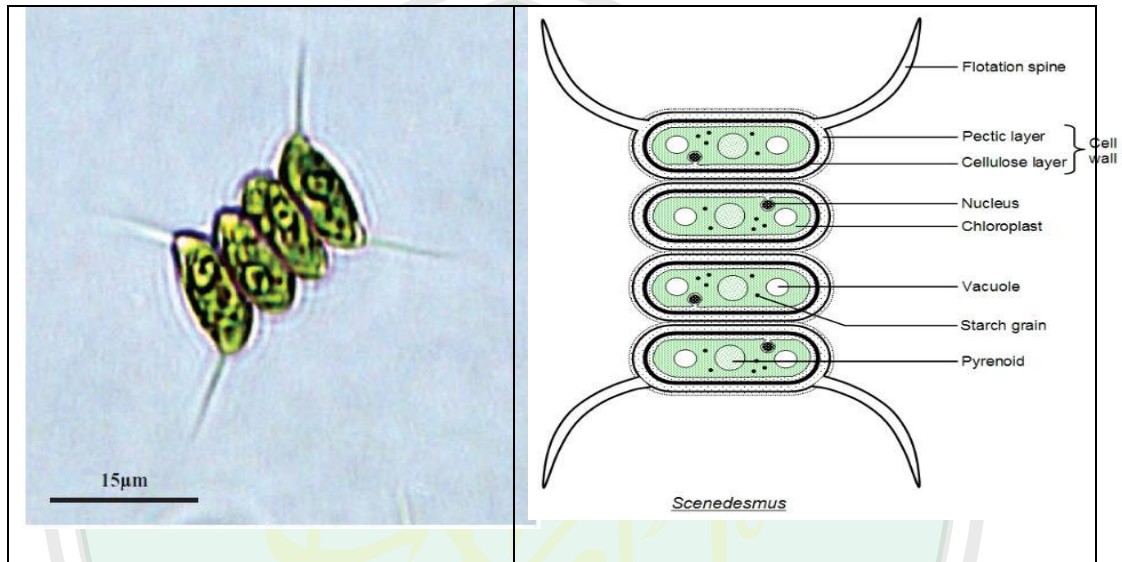 15µm
Flotation spine
Pectic layer
Cellulose layer
Cell wall
Nucleus
Chloroplast
Vacuole
Starch grain
Pyrenoid
Scenedesmus